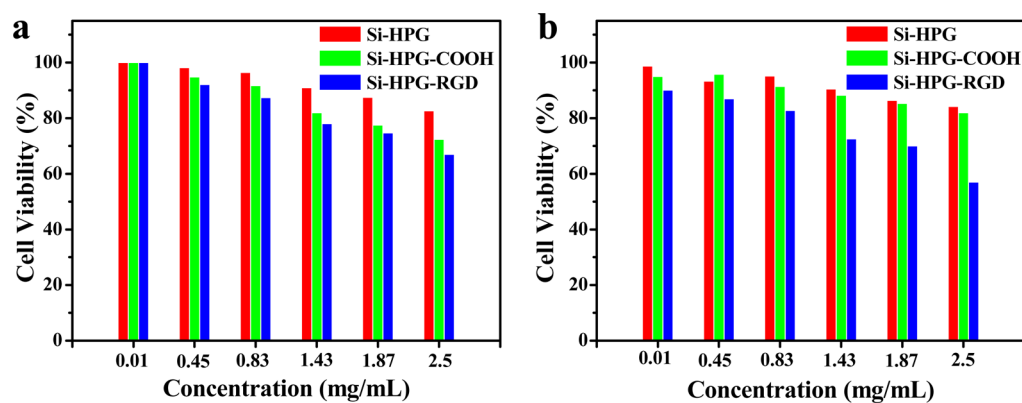 a
Si-HPG
Si-HPG-COOH
Si-HPG-RGD
100
80
60
40
20
0
Cell Viability (%)
0.01 0.45 0.83 1.43 1.87 2.5
Concentration (mg/mL)
b
Si-HPG
Si-HPG-COOH
Si-HPG-RGD
100
80
60
40
20
0
Cell Viability (%)
0.01 0.45 0.83 1.43 1.87 2.5
Concentration (mg/mL)